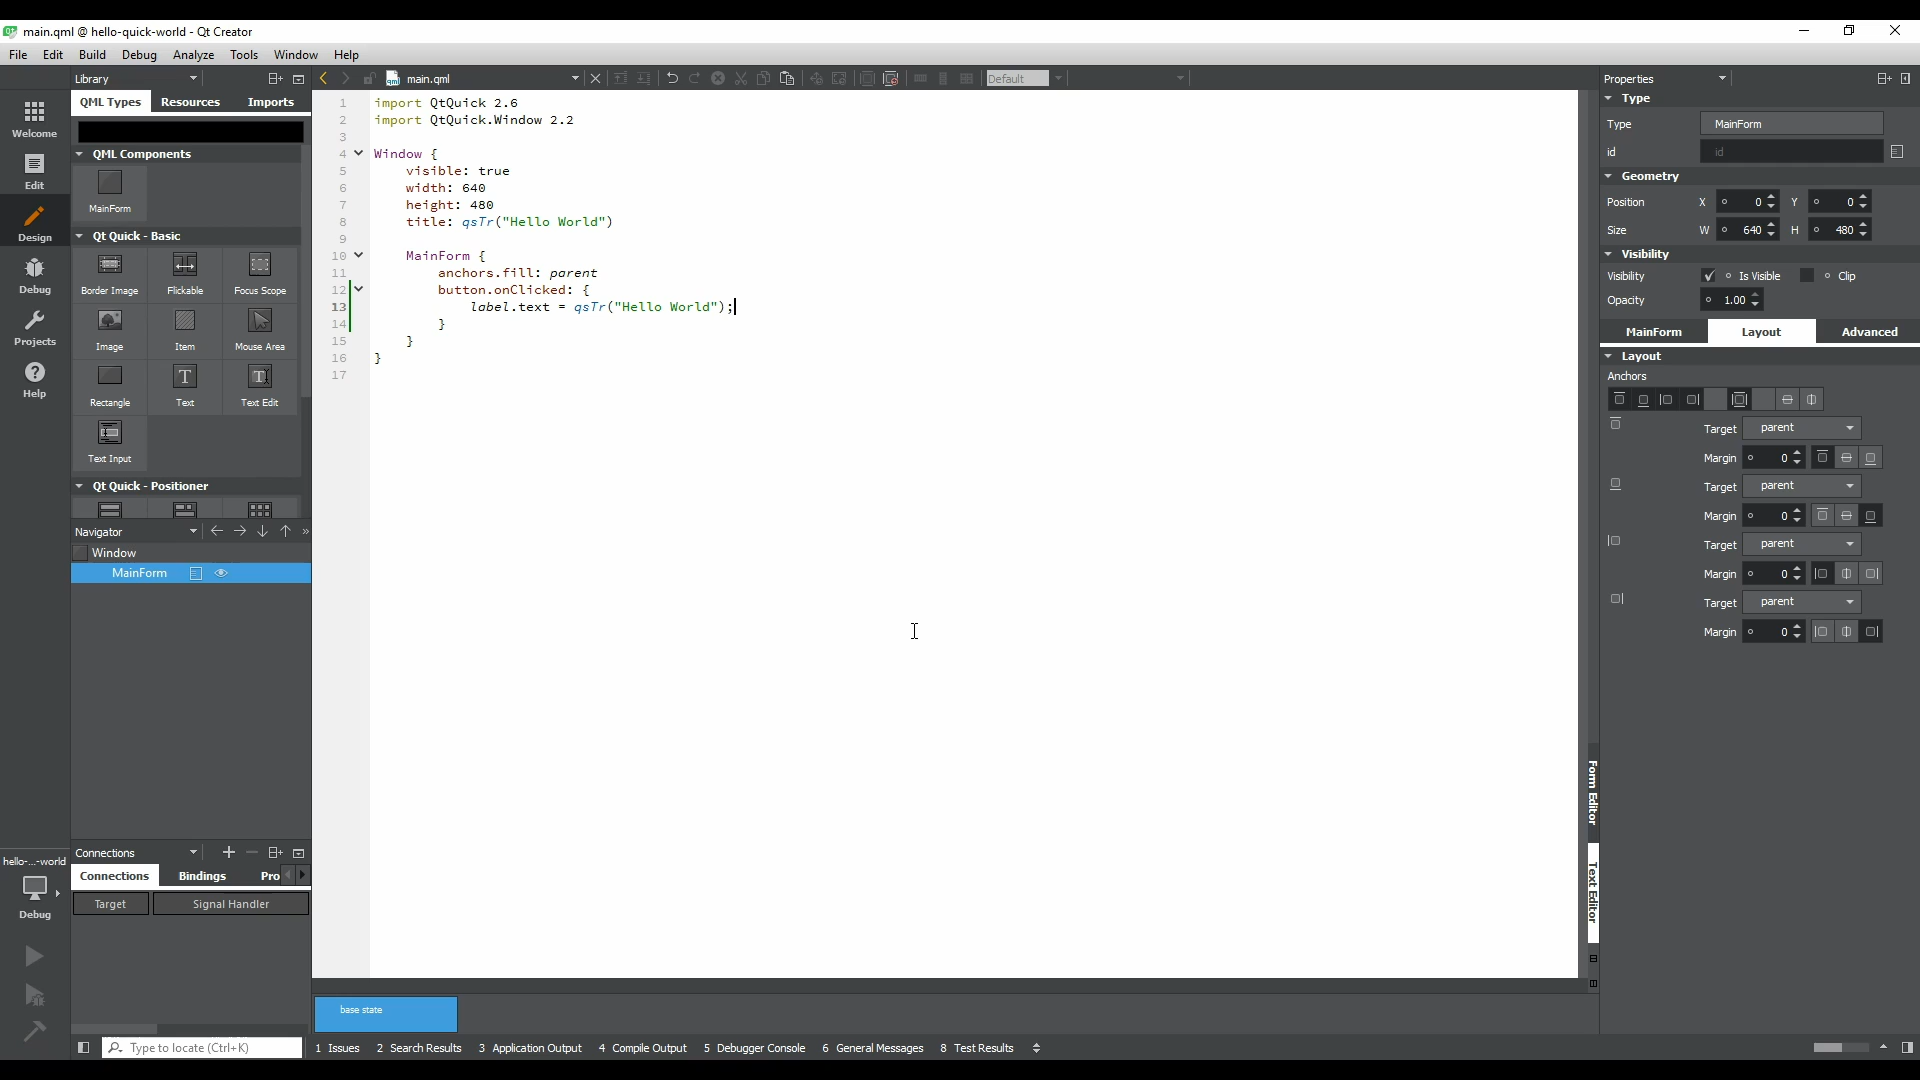 main.qml @ hello-quick-world - Qt Creator
File Edit Build Debug Analyze Tools Window Help
Library
main.qml
Default
Properties
QML Types Resources Imports
Welcome
Edit
Design
Debug
Projects
Help
QML Components
MainForm
Qt Quick - Basic
Border Image Flickable Focus Scope
Image Item Mouse Area
Rectangle Text Text Edit
Text Input
Qt Quick - Positioner
Navigator
Window
MainForm
Connections
Connections Bindings Pro
Target Signal Handler
hello-...-world
Debug
1 import QtQuick 2.6
2 import QtQuick.Window 2.2
3
4 Window {
5 visible: true
6 width: 640
7 height: 480
8 title: qsTr("Hello World")
9
10 MainForm {
11 anchors.fill: parent
12 button.onClicked: {
13 label.text = qsTr("Hello World");
14 }
15 }
16 }
17
Form Editor
Text Editor
base state
Type
Type MainForm
id id
Geometry
Position X 0 Y 0
Size W 640 H 480
Visibility
Visibility Is Visible Clip
Opacity 1.00
MainForm Layout Advanced
Layout
Anchors
Target parent
Margin 0
Target parent
Margin 0
Target parent
Margin 0
Target parent
Margin 0
Type to locate (Ctrl+K) 1 Issues 2 Search Results 3 Application Output 4 Compile Output 5 Debugger Console 6 General Messages 8 Test Results